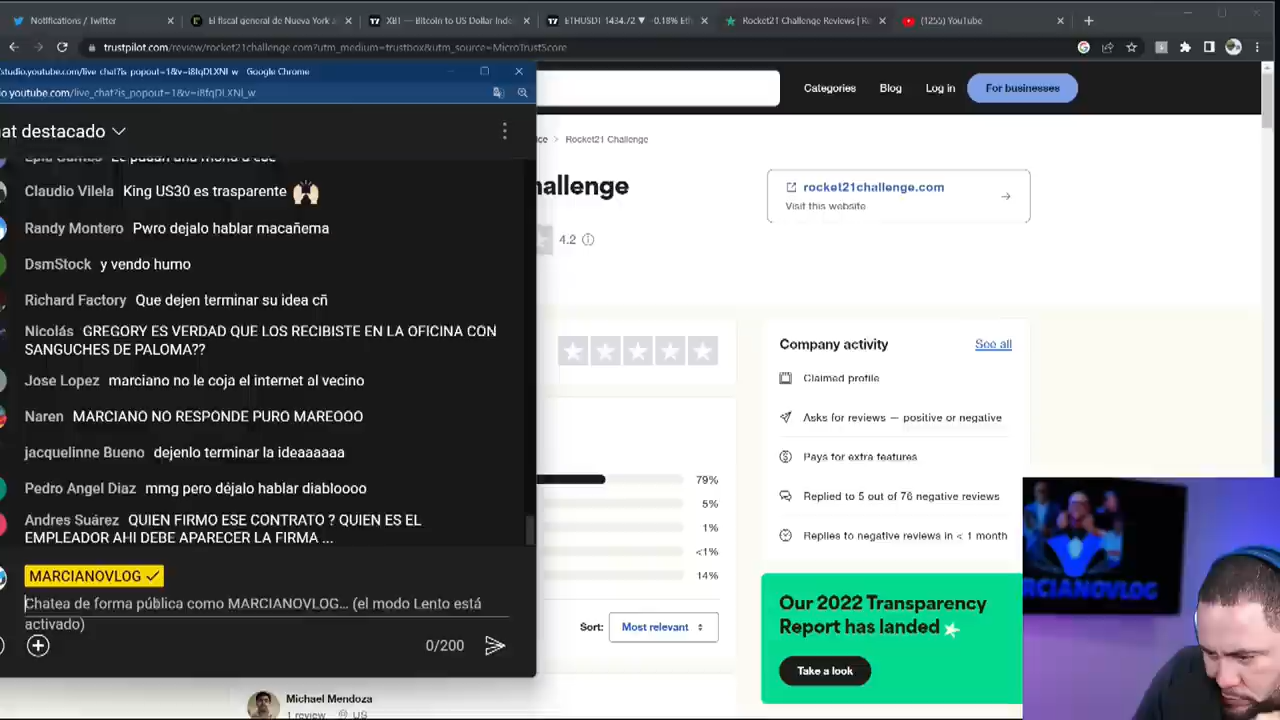 Notifications / Twitter
El fiscal general de Nueva York a
XBT — Bitcoin to US Dollar Index
ETHUSDT 1434.72 ▼ -0.18% Eth
Rocket21 Challenge Reviews | R
(1255) YouTube
trustpilot.com/review/rocket21challenge.com?utm_medium=trustbox&utm_source=MicroTrustScore
studio.youtube.com/live_chat?is_popout=1&v=i8fqDLXNl_w - Google Chrome
io.youtube.com/live_chat?is_popout=1&v=i8fqDLXNl_w
Categories
Blog
Log in
For businesses
at destacado
Claudio Vilela King US30 es trasparente
Randy Montero Pwro dejalo hablar macañema
DsmStock y vendo humo
Richard Factory Que dejen terminar su idea cñ
Nicolás GREGORY ES VERDAD QUE LOS RECIBISTE EN LA OFICINA CON
SANGUCHES DE PALOMA??
Jose Lopez marciano no le coja el internet al vecino
Naren MARCIANO NO RESPONDE PURO MAREOOO
jacquelinne Bueno dejenlo terminar la ideaaaaaa
Pedro Angel Diaz mmg pero déjalo hablar diabloooo
Andres Suárez QUIEN FIRMO ESE CONTRATO ? QUIEN ES EL
EMPLEADOR AHI DEBE APARECER LA FIRMA ...
MARCIANOVLOG
Chatea de forma pública como MARCIANOVLOG... (el modo Lento está
activado)
0/200
ice > Rocket21 Challenge
hallenge
4.2
rocket21challenge.com
Visit this website
79%
5%
1%
<1%
14%
Sort: Most relevant
Michael Mendoza
1 review US
Company activity
See all
Claimed profile
Asks for reviews — positive or negative
Pays for extra features
Replied to 5 out of 76 negative reviews
Replies to negative reviews in < 1 month
Our 2022 Transparency
Report has landed
Take a look
RCIANOVLOG